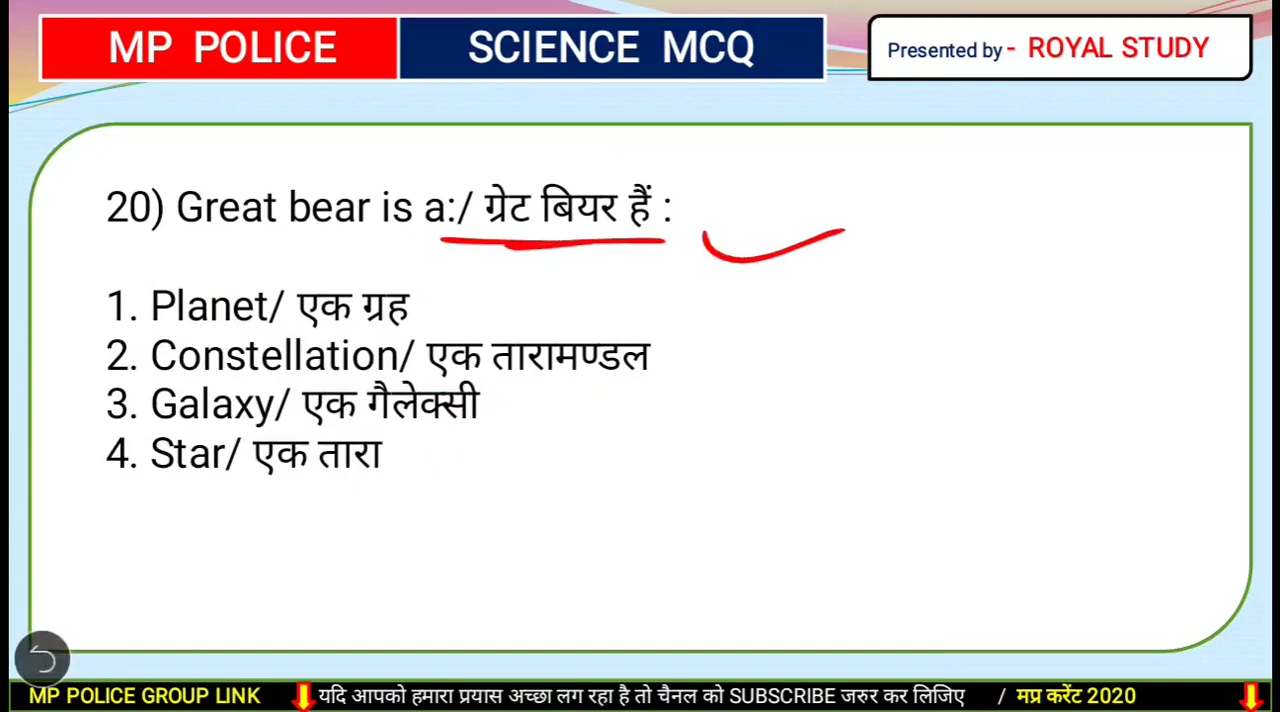 MP POLICE SCIENCE MCQ Presented by - ROYAL STUDY
20) Great bear is a:/ ग्रेट बियर हैं :
1. Planet/ एक ग्रह
2. Constellation/ एक तारामण्डल
3. Galaxy/ एक गैलेक्सी
4. Star/ एक तारा
MP POLICE GROUP LINK यदि आपको हमारा प्रयास अच्छा लग रहा है तो चैनल को SUBSCRIBE जरुर कर लिजिए / मप्र करेंट 2020